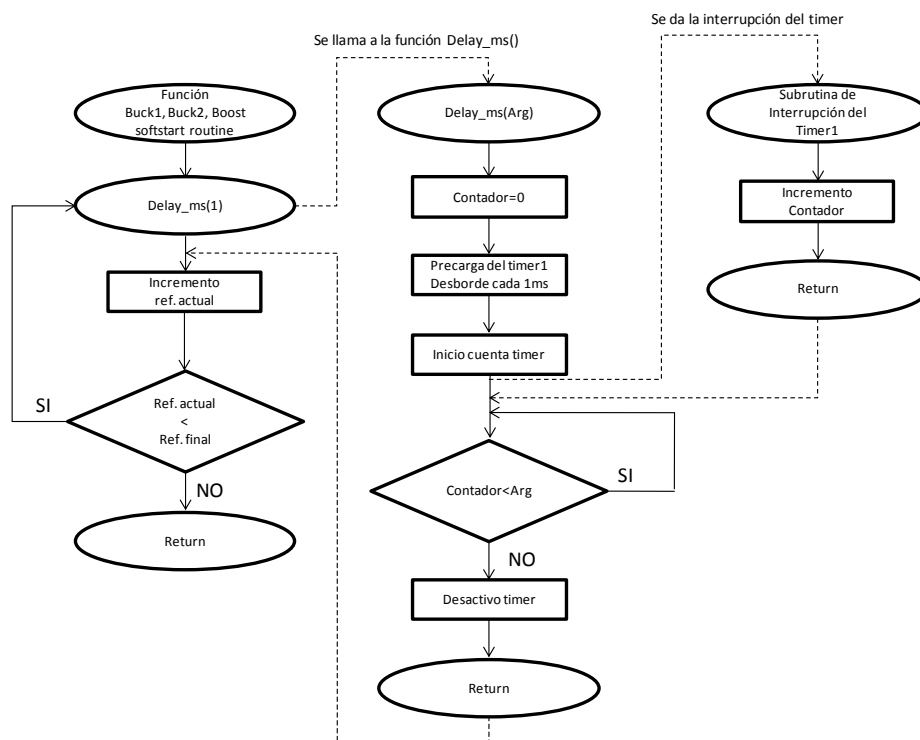 Se llama a la función Delay_ms()
Se da la interrupción del timer
Función
Buck1, Buck2, Boost
softstart routine
Delay_ms(1)
Incremento
ref. actual
SI
Ref. actual
<
Ref. final
NO
Return
Delay_ms(Arg)
Contador=0
Precarga del timer1
Desborde cada 1ms
Inicio cuenta timer
Contador<Arg
SI
NO
Desactivo timer
Return
Subrutina de
Interrupción del
Timer1
Incremento
Contador
Return